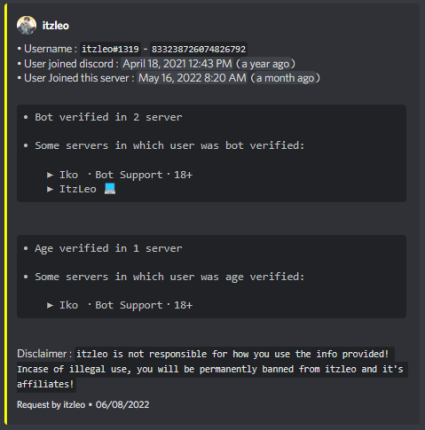 itzleo
• Username : itzleo#1319 - 833238726074826792
• User joined discord : April 18, 2021 12:43 PM ( a year ago )
• User Joined this server : May 16, 2022 8:20 AM ( a month ago )
• Bot verified in 2 server
• Some servers in which user was bot verified:
► Iko ・Bot Support・18+
► ItzLeo 💻
• Age verified in 1 server
• Some servers in which user was age verified:
► Iko ・Bot Support・18+
Disclaimer : itzleo is not responsible for how you use the info provided!
Incase of illegal use, you will be permanently banned from itzleo and it's
affiliates!
Request by itzleo • 06/08/2022